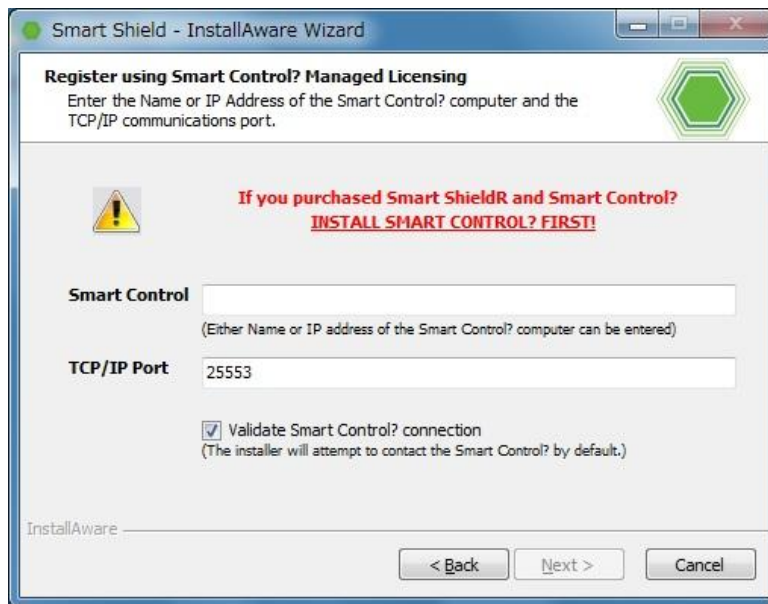 Smart Shield - InstallAware Wizard
Register using Smart Control? Managed Licensing
Enter the Name or IP Address of the Smart Control? computer and the
TCP/IP communications port.
If you purchased Smart ShieldR and Smart Control?
INSTALL SMART CONTROL? FIRST!
Smart Control
(Either Name or IP address of the Smart Control? computer can be entered)
TCP/IP Port
25553
Validate Smart Control? connection
(The installer will attempt to contact the Smart Control? by default.)
InstallAware
< Back
Next >
Cancel